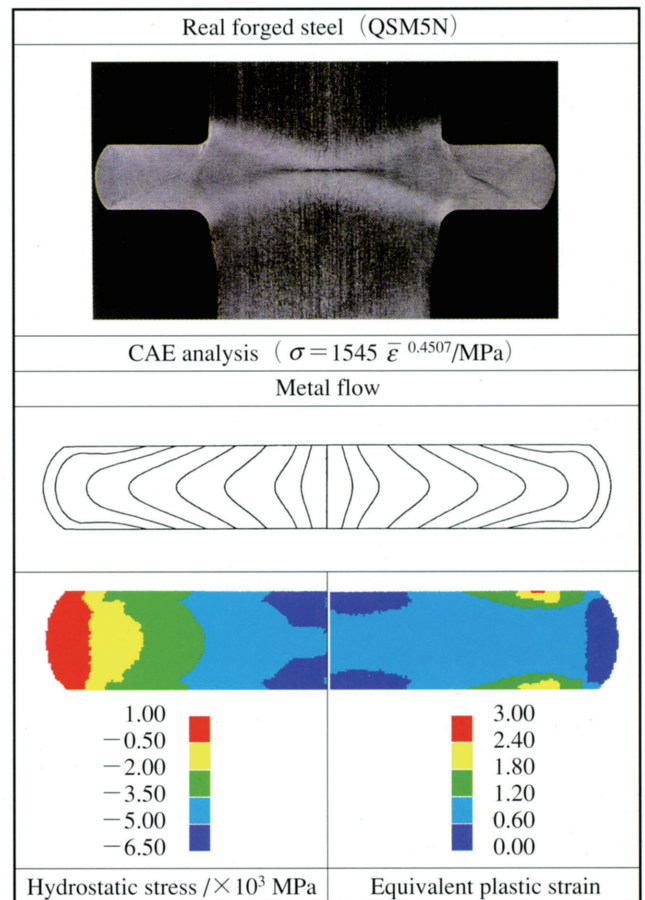 Real forged steel (QSM5N)
CAE analysis ( σ=1545 ε̅ ⁰·⁴⁵⁰⁷/MPa)
Metal flow
1.00
−0.50
−2.00
−3.50
−5.00
−6.50
3.00
2.40
1.80
1.20
0.60
0.00
Hydrostatic stress /×10³ MPa
Equivalent plastic strain